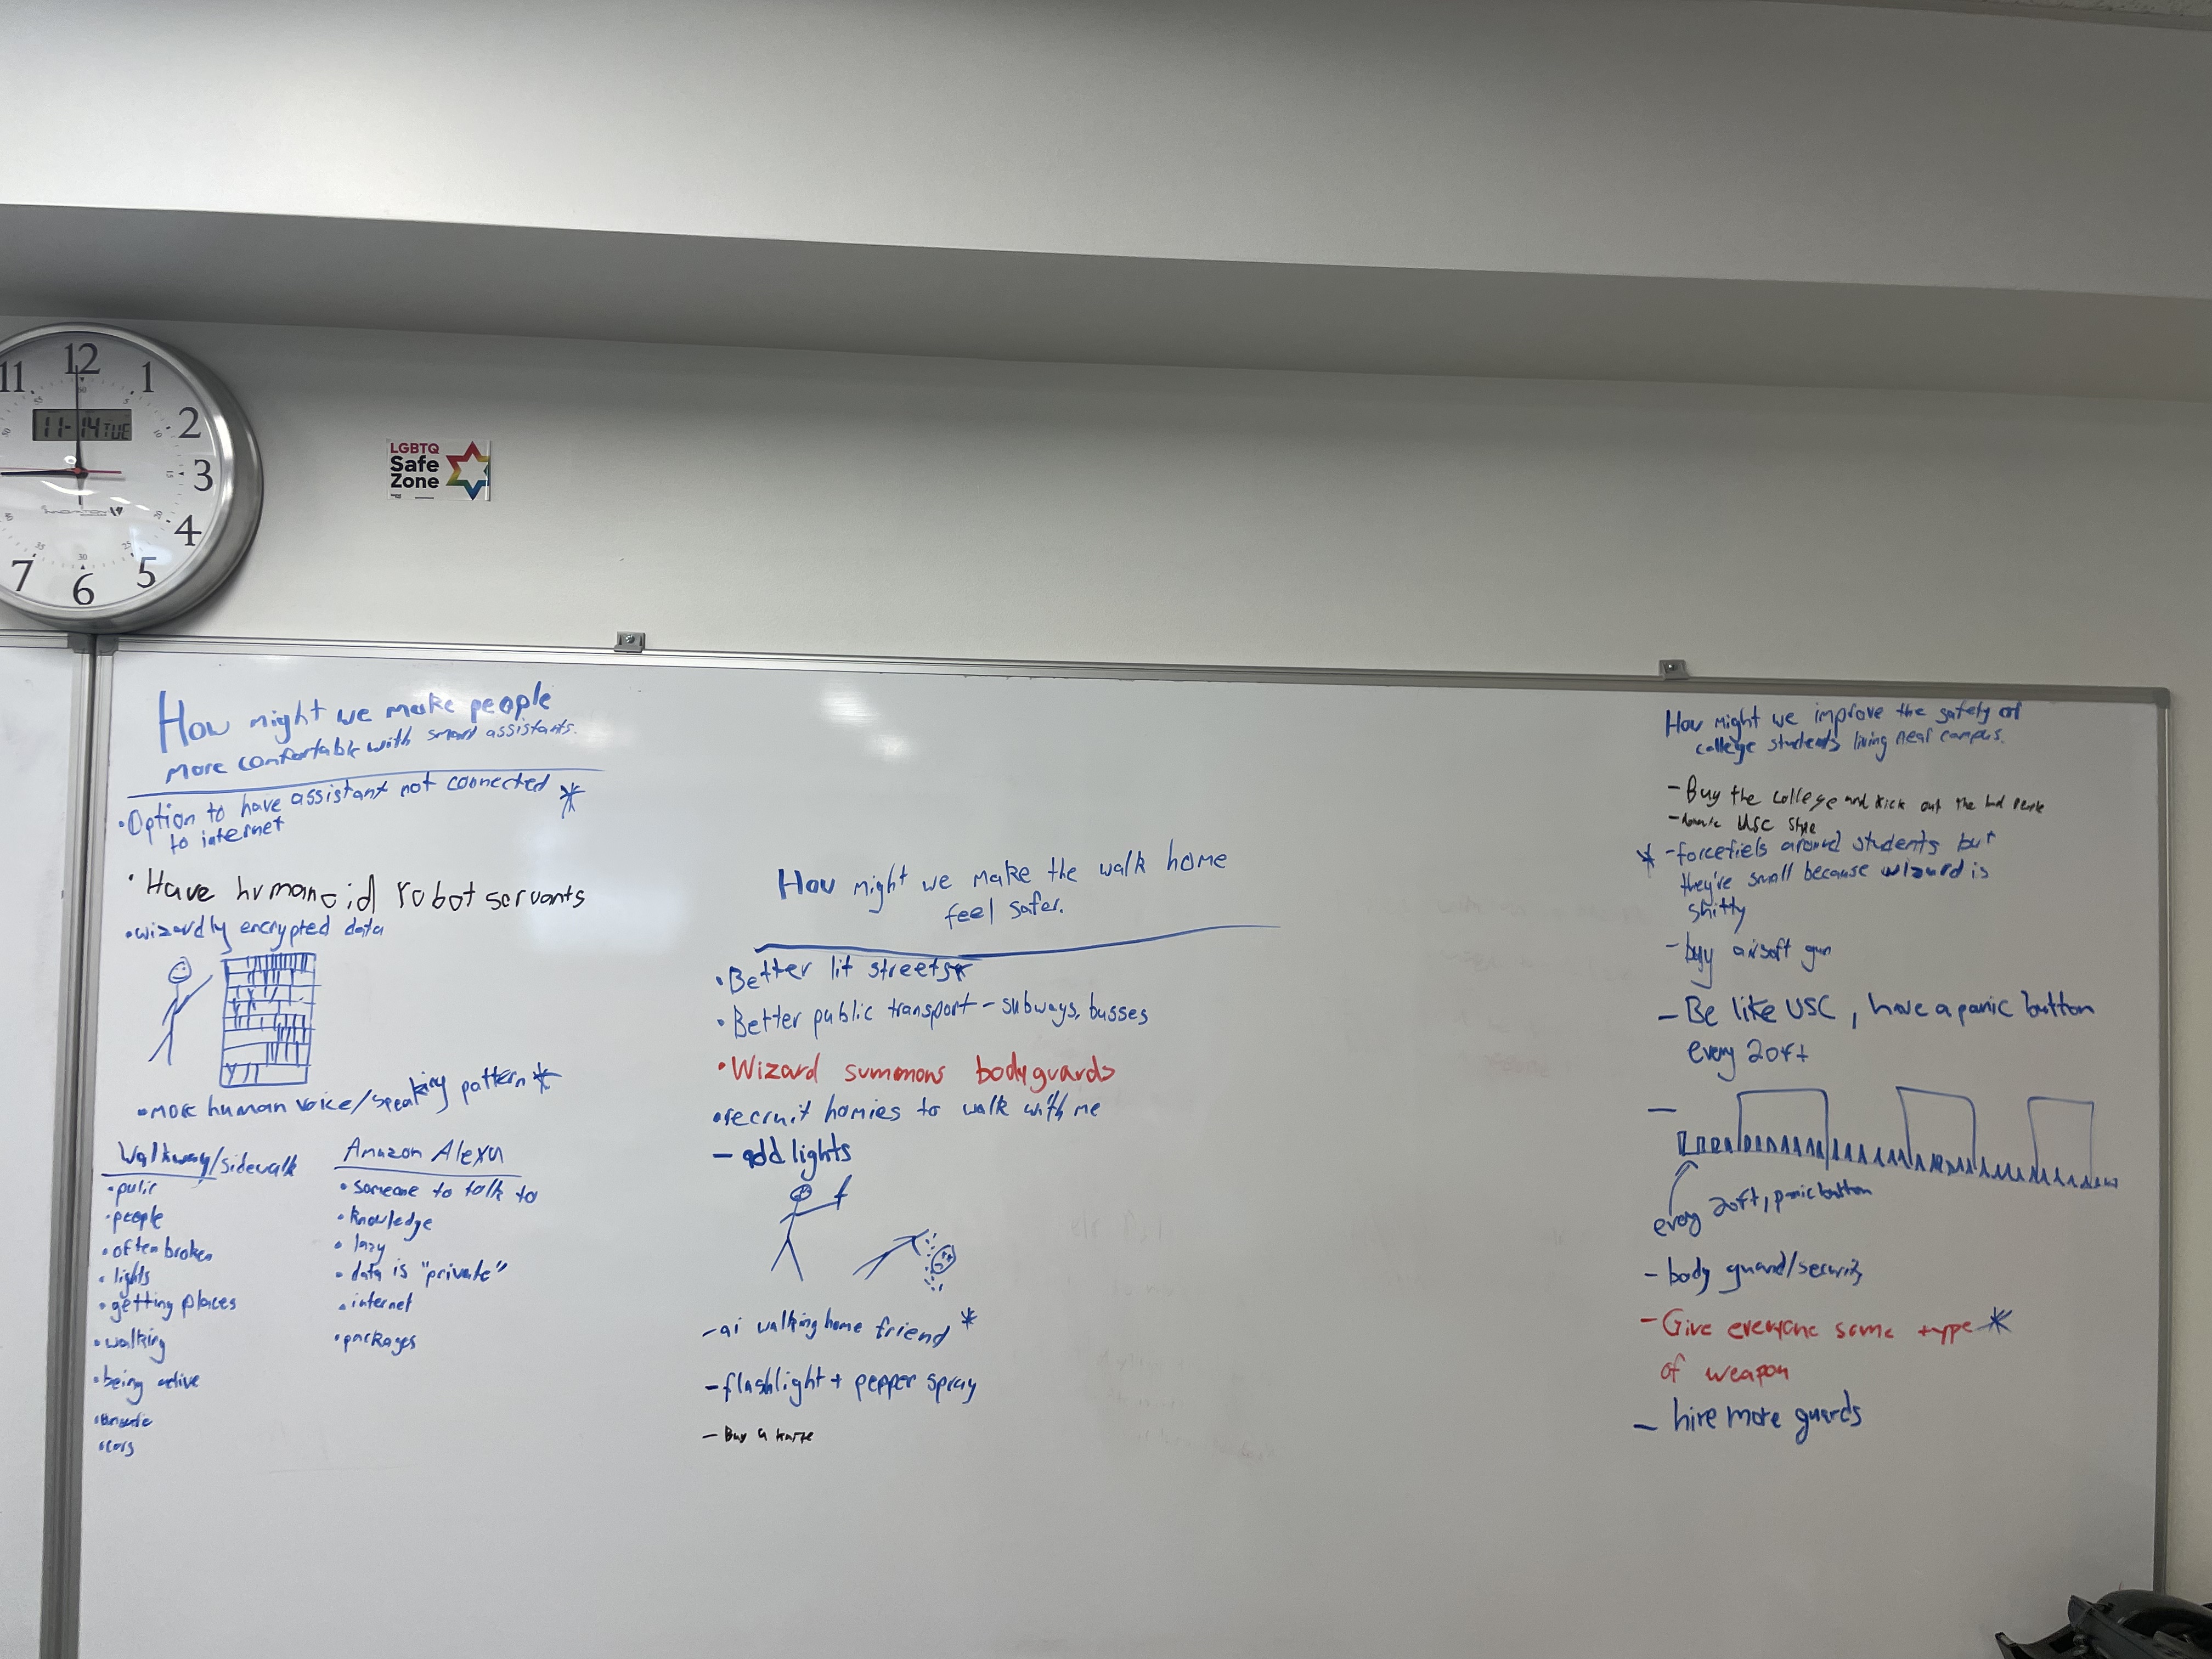 11
12
1
2
3
4
5
6
7
11-14 TUE
LGBTQ
Safe
Zone
How might we make people
more comfortable with smart assistants.
•Option to have assistant not connected *
to internet
•Have humanoid robot servants
•wizardly encrypted data
•more human voice/speaking pattern *
Walkway/sidewalk
•people
•often broken
•lights
•getting places
•walking
•being active
•cars
Amazon Alexa
•someone to talk to
•knowledge
•lazy
•data is "private"
•internet
•packages
How might we make the walk home
feel safer.
•Better lit streets*
•Better public transport - subways, busses
•Wizard summons bodyguards
•recruit homies to walk with me
- add lights
-ai walking home friend *
-flashlight + pepper spray
- Buy a
How might we improve the safety of
college students living near campus.
- Buy the college and kick out the bad people
- USC style
* -forcefiels around students but
they're small because wizard is
shitty
- buy airsoft gun
- Be like USC, have a panic button
every 20ft
-
every 20ft, panic button
- body guard/security
- Give everyone some type *
of weapon
- hire more guards